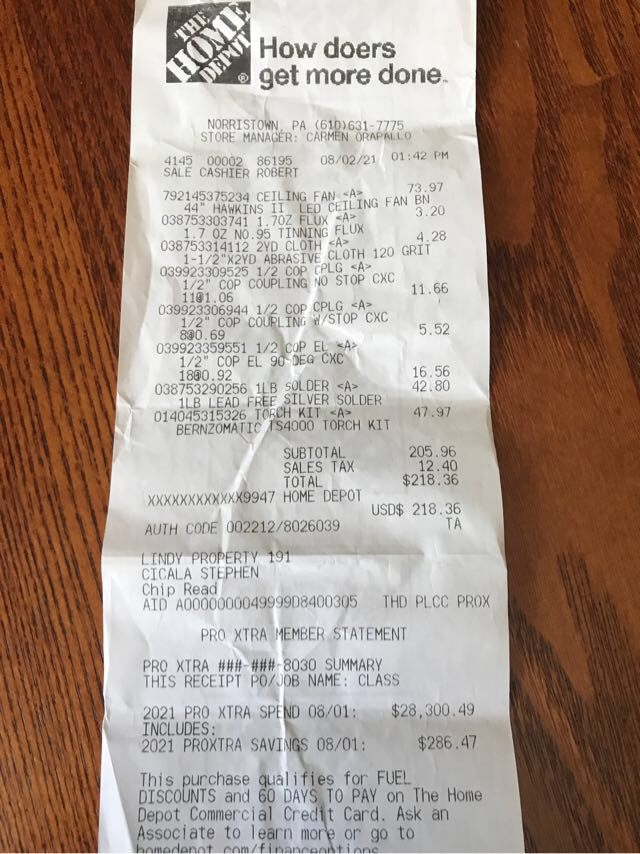 THE
HOME
DEPOT
®
How doers
get more done™
NORRISTOWN, PA (610)631-7775
STORE MANAGER: CARMEN ORAPALLO
4145 00002 86195 08/02/21 01:42 PM
SALE CASHIER ROBERT
792145375234 CEILING FAN <A> 73.97
44" HAWKINS II LED CEILING FAN BN
038753303741 1.7OZ FLUX <A> 3.20
1.7 OZ NO.95 TINNING FLUX
038753314112 2YD CLOTH <A> 4.28
1-1/2"X2YD ABRASIVE CLOTH 120 GRIT
039923309525 1/2 COP CPLG <A>
1/2" COP COUPLING NO STOP CXC
11@1.06 11.66
039923306944 1/2 COP CPLG <A>
1/2" COP COUPLING W/STOP CXC
8@0.69 5.52
039923359551 1/2 COP EL <A>
1/2" COP EL 90 DEG CXC
18@0.92 16.56
038753290256 1LB SOLDER <A> 42.80
1LB LEAD FREE SILVER SOLDER
014045315326 TORCH KIT <A> 47.97
BERNZOMATIC TS4000 TORCH KIT
SUBTOTAL 205.96
SALES TAX 12.40
TOTAL $218.36
XXXXXXXXXXXX9947 HOME DEPOT
USD$ 218.36
AUTH CODE 002212/8026039 TA
LINDY PROPERTY 191
CICALA STEPHEN
Chip Read
AID A0000000049999D8400305 THD PLCC PROX
PRO XTRA MEMBER STATEMENT
PRO XTRA ###-###-8030 SUMMARY
THIS RECEIPT PO/JOB NAME: CLASS
2021 PRO XTRA SPEND 08/01: $28,300.49
INCLUDES:
2021 PROXTRA SAVINGS 08/01: $286.47
This purchase qualifies for FUEL
DISCOUNTS and 60 DAYS TO PAY on The Home
Depot Commercial Credit Card. Ask an
Associate to learn more or go to
homedepot.com/financeoptions